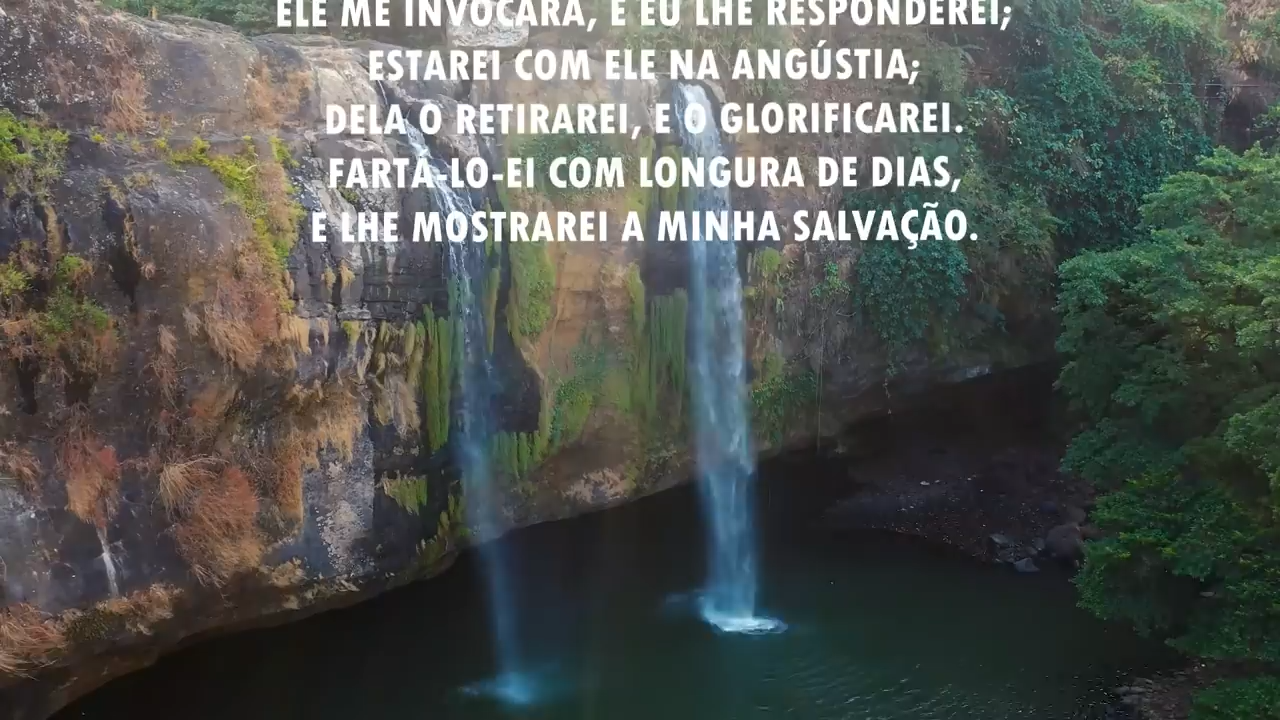 ELE ME INVOCARÁ, E EU LHE RESPONDEREI;
ESTAREI COM ELE NA ANGÚSTIA;
DELA O RETIRAREI, E O GLORIFICAREI.
FARTÁ-LO-EI COM LONGURA DE DIAS,
E LHE MOSTRAREI A MINHA SALVAÇÃO.